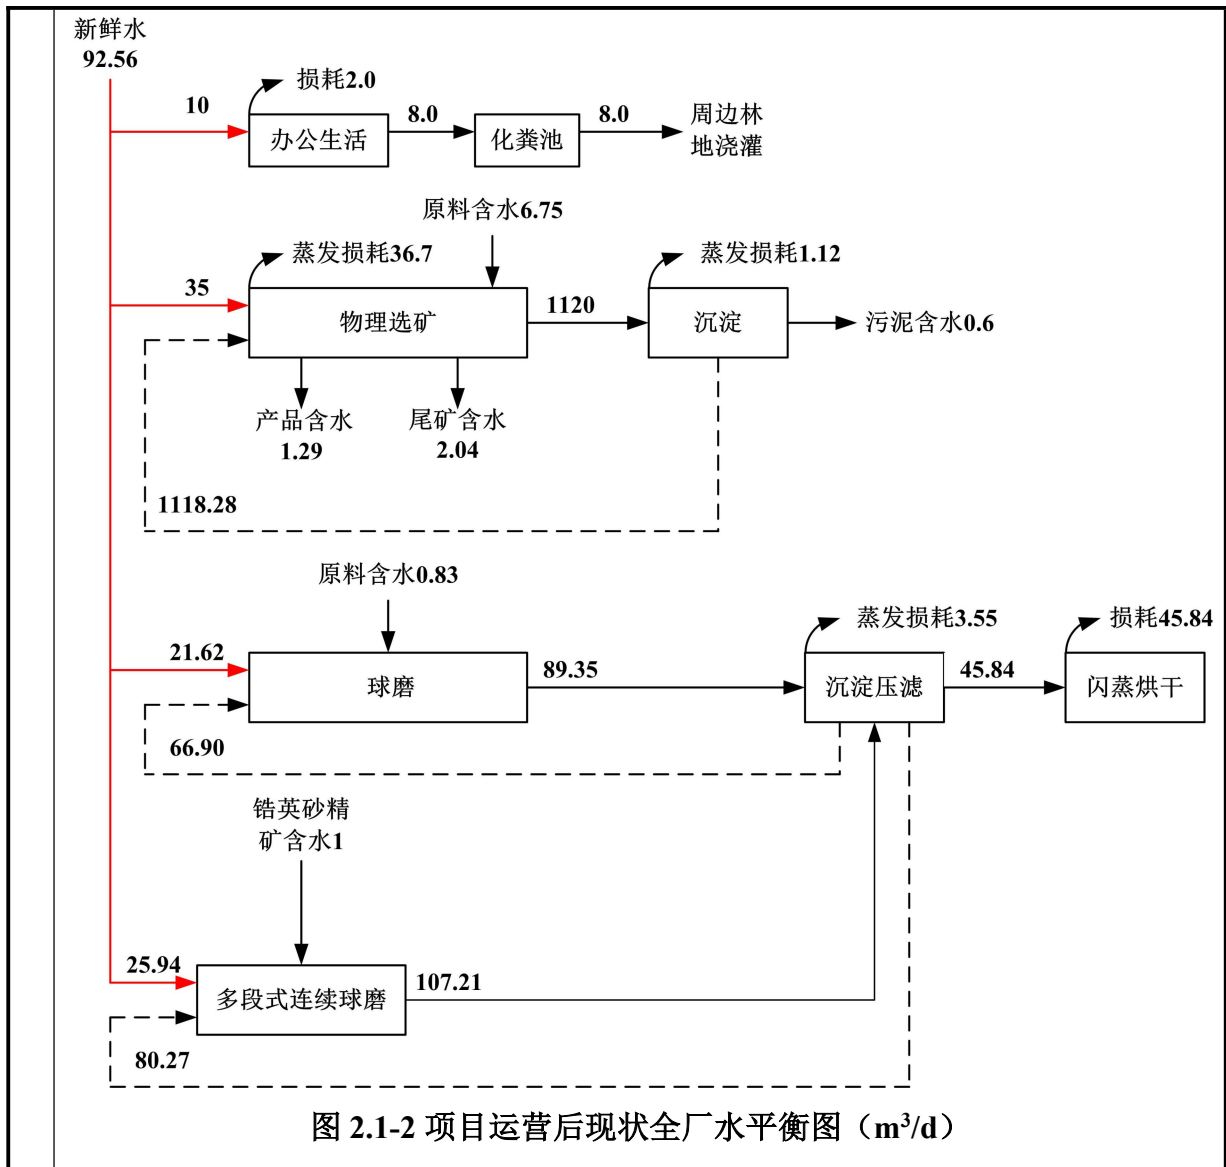 新鲜水
92.56
损耗2.0
10
办公生活
8.0
化粪池
8.0
周边林
地浇灌
原料含水6.75
蒸发损耗36.7
蒸发损耗1.12
35
物理选矿
1120
沉淀
污泥含水0.6
产品含水
1.29
尾矿含水
2.04
1118.28
原料含水0.83
蒸发损耗3.55
损耗45.84
21.62
球磨
89.35
沉淀压滤
45.84
闪蒸烘干
66.90
锆英砂精
矿含水1
25.94
多段式连续球磨
107.21
80.27
图 2.1-2 项目运营后现状全厂水平衡图（m³/d）